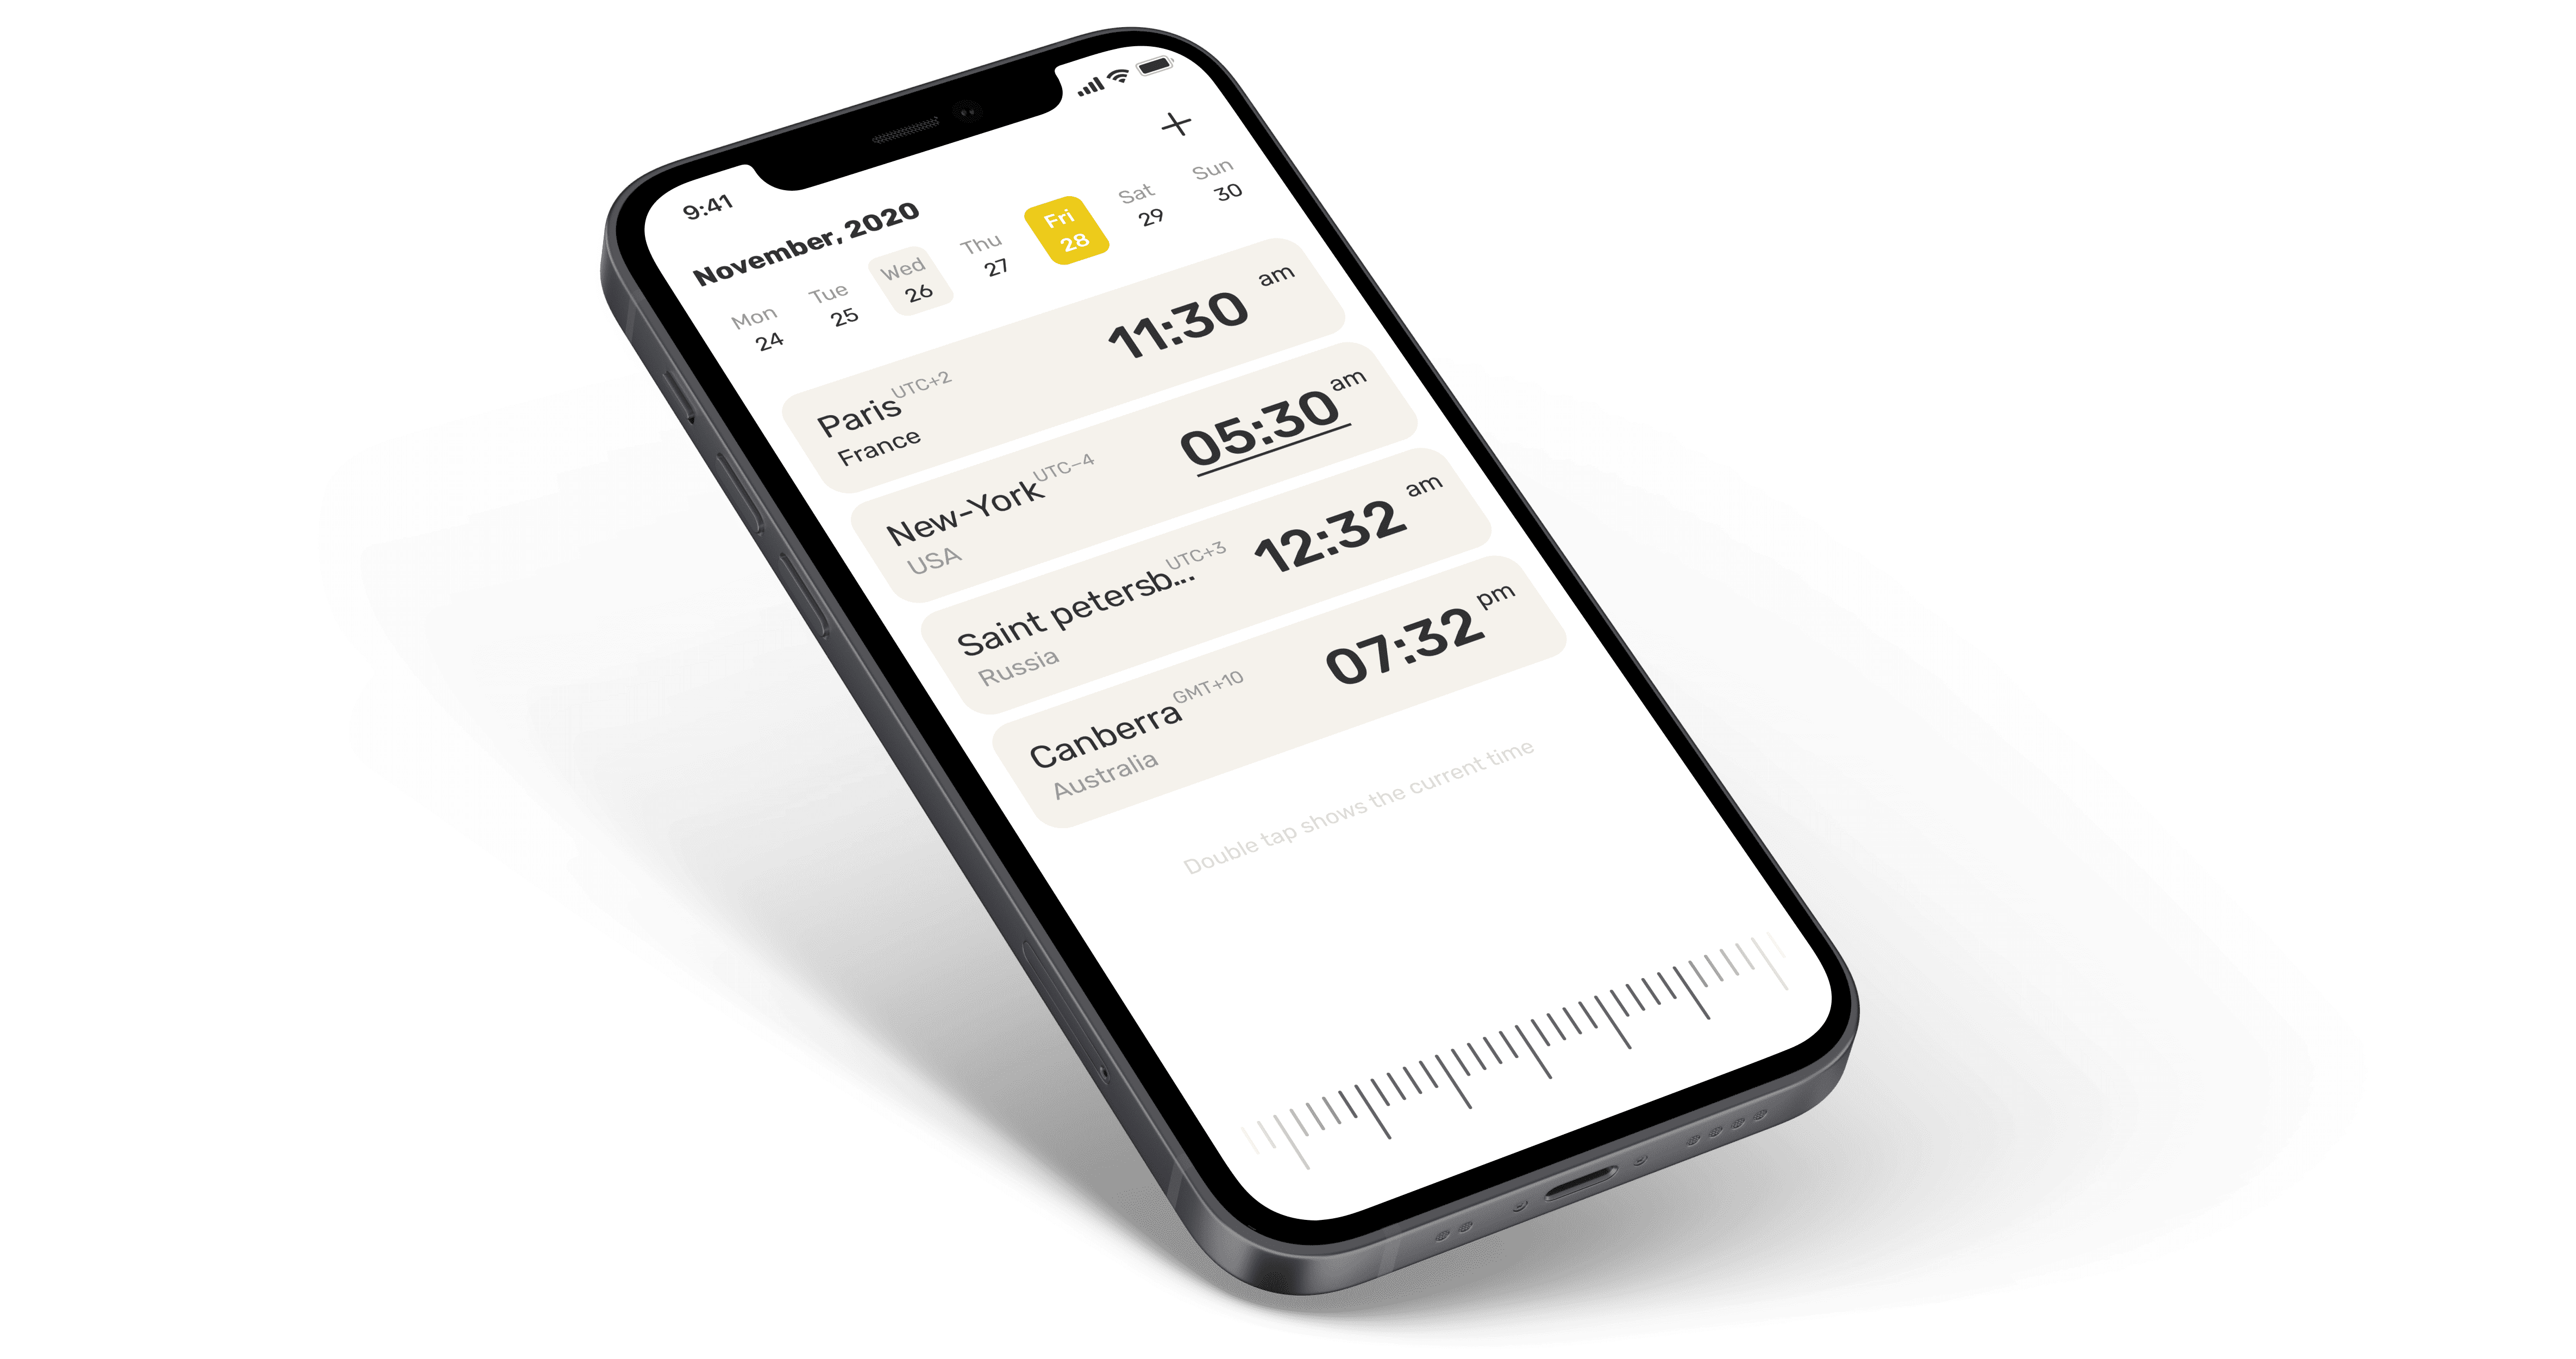 9:41
November, 2020
Mon Tue Wed Thu Fri Sat Sun
24 25 26 27 28 29 30
Paris UTC+2 11:30 am
France
New-York UTC-4 05:30 am
USA
Saint petersb... UTC+3 12:32 am
Russia
Canberra GMT+10 07:32 pm
Australia
Double tap shows the current time